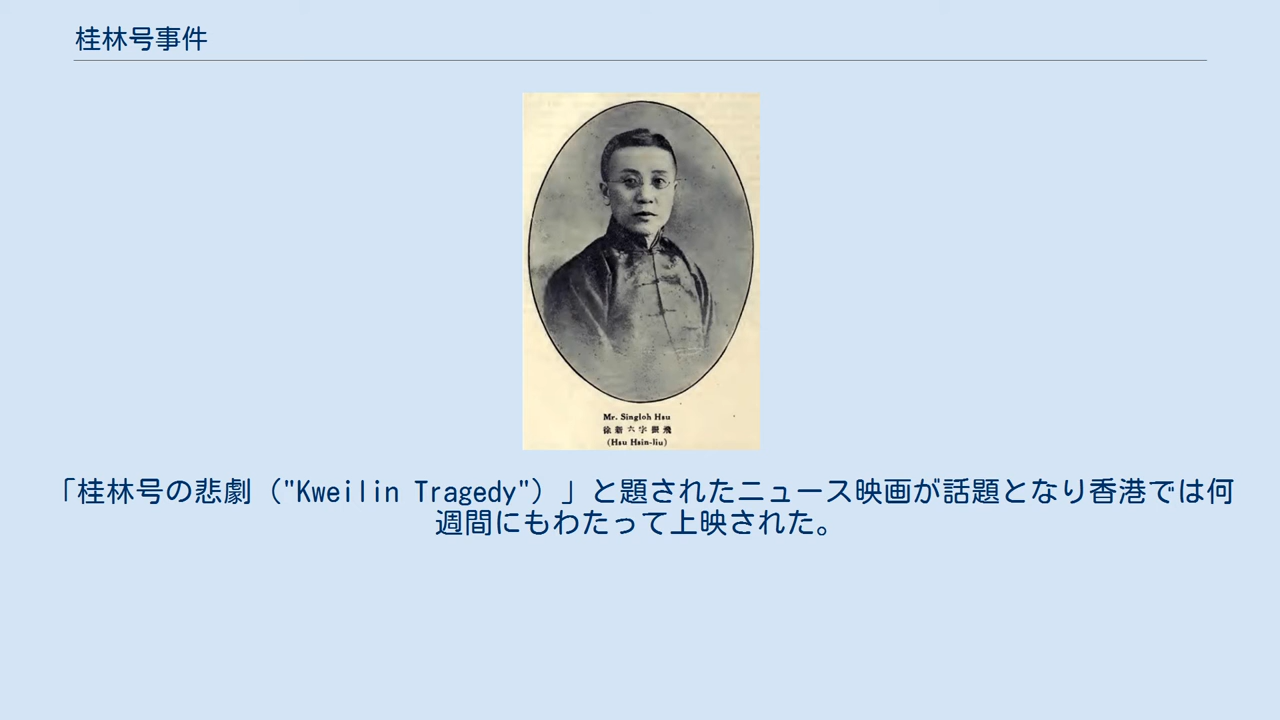 桂林号事件
Mr. Singloh Hsu
徐新六字振飛
(Hsu Hsin-liu)
「桂林号の悲劇（"Kweilin Tragedy"）」と題されたニュース映画が話題となり香港では何
週間にもわたって上映された。